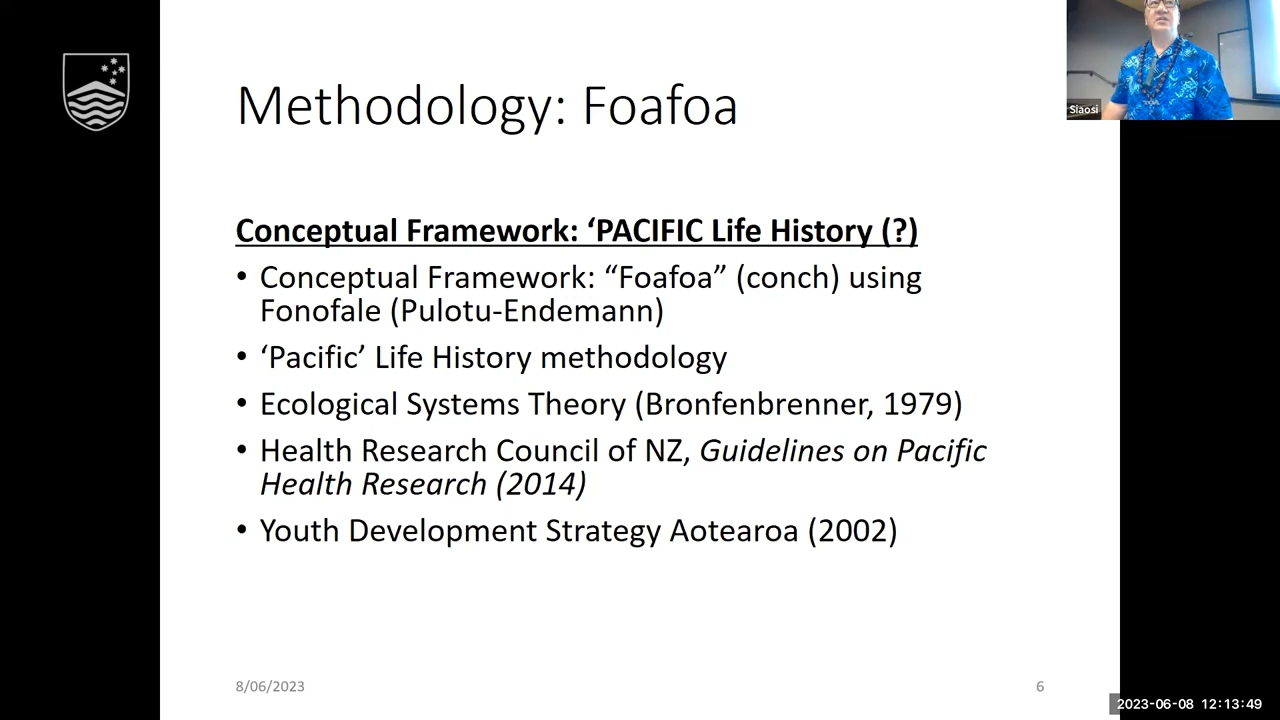 Methodology: Foafoa
Siaosi
Conceptual Framework: ‘PACIFIC Life History (?)
• Conceptual Framework: “Foafoa” (conch) using
Fonofale (Pulotu-Endemann)
• ‘Pacific’ Life History methodology
• Ecological Systems Theory (Bronfenbrenner, 1979)
• Health Research Council of NZ, Guidelines on Pacific
Health Research (2014)
• Youth Development Strategy Aotearoa (2002)
8/06/2023
6
2023-06-08 12:13:49